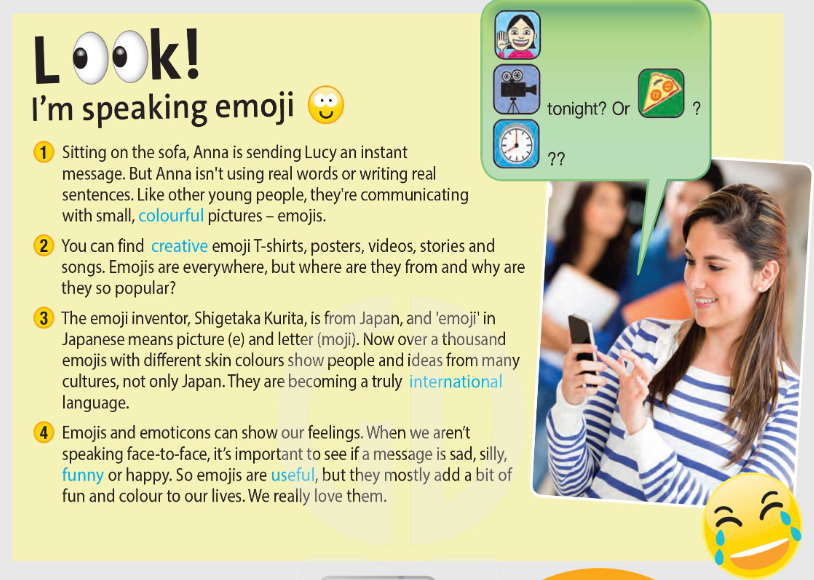 L👀k!
I'm speaking emoji
1 Sitting on the sofa, Anna is sending Lucy an instant
message. But Anna isn't using real words or writing real
sentences. Like other young people, they're communicating
with small, colourful pictures – emojis.
2 You can find creative emoji T-shirts, posters, videos, stories and
songs. Emojis are everywhere, but where are they from and why are
they so popular?
3 The emoji inventor, Shigetaka Kurita, is from Japan, and 'emoji' in
Japanese means picture (e) and letter (moji). Now over a thousand
emojis with different skin colours show people and ideas from many
cultures, not only Japan. They are becoming a truly international
language.
4 Emojis and emoticons can show our feelings. When we aren't
speaking face-to-face, it's important to see if a message is sad, silly,
funny or happy. So emojis are useful, but they mostly add a bit of
fun and colour to our lives. We really love them.
tonight? Or ?
??